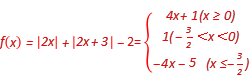 f(x) = |2x| + |2x+3| – 2= { 4x+ 1(x ≥ 0)
1(– 3/2 <x<0)
–4x – 5 (x ≤– 3/2 )